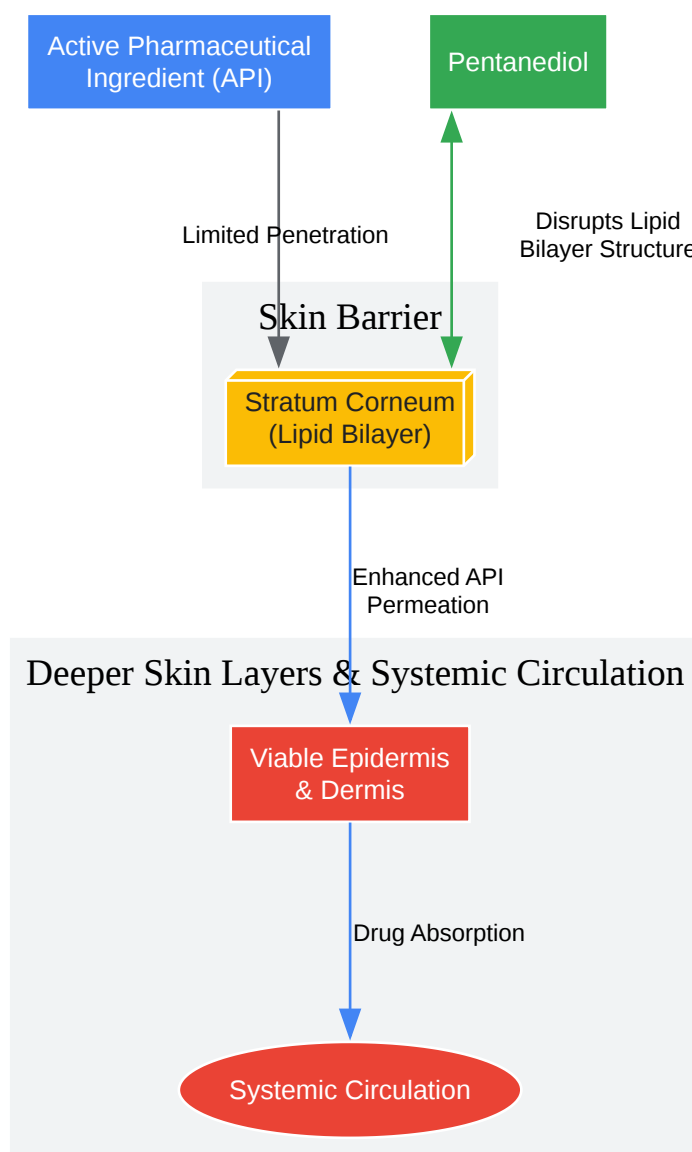 Active Pharmaceutical
Ingredient (API)
Pentanediol
Limited Penetration
Disrupts Lipid
Bilayer Structure
Skin Barrier
Stratum Corneum
(Lipid Bilayer)
Enhanced API
Permeation
Deeper Skin Layers & Systemic Circulation
Viable Epidermis
& Dermis
Drug Absorption
Systemic Circulation